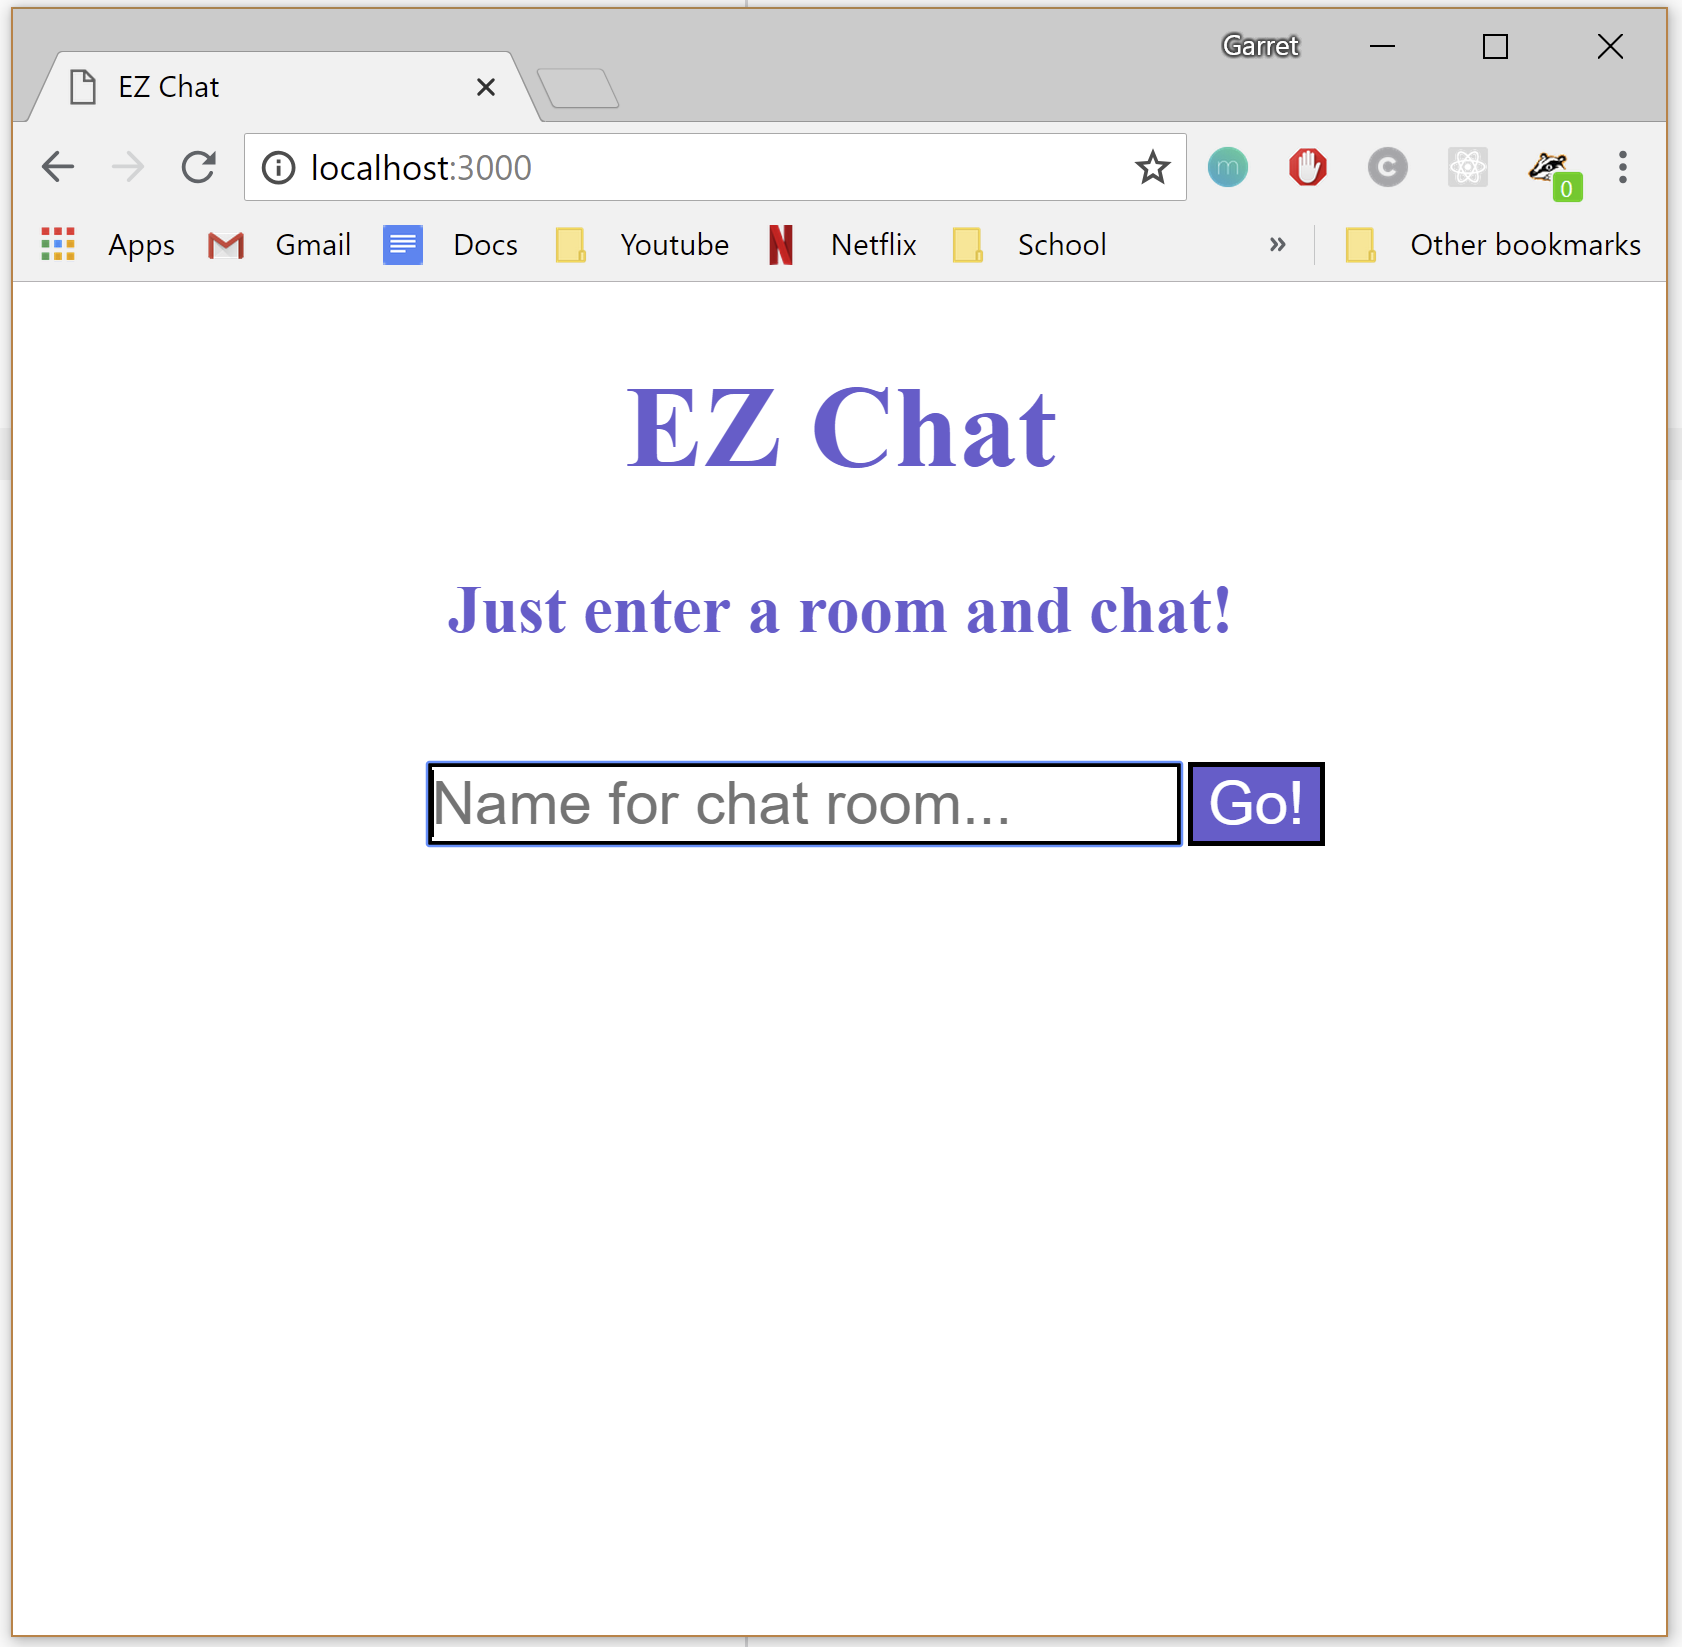 Garret
EZ Chat
localhost:3000
m
C
0
Apps Gmail Docs Youtube Netflix School » Other bookmarks
EZ Chat
Just enter a room and chat!
Name for chat room... Go!